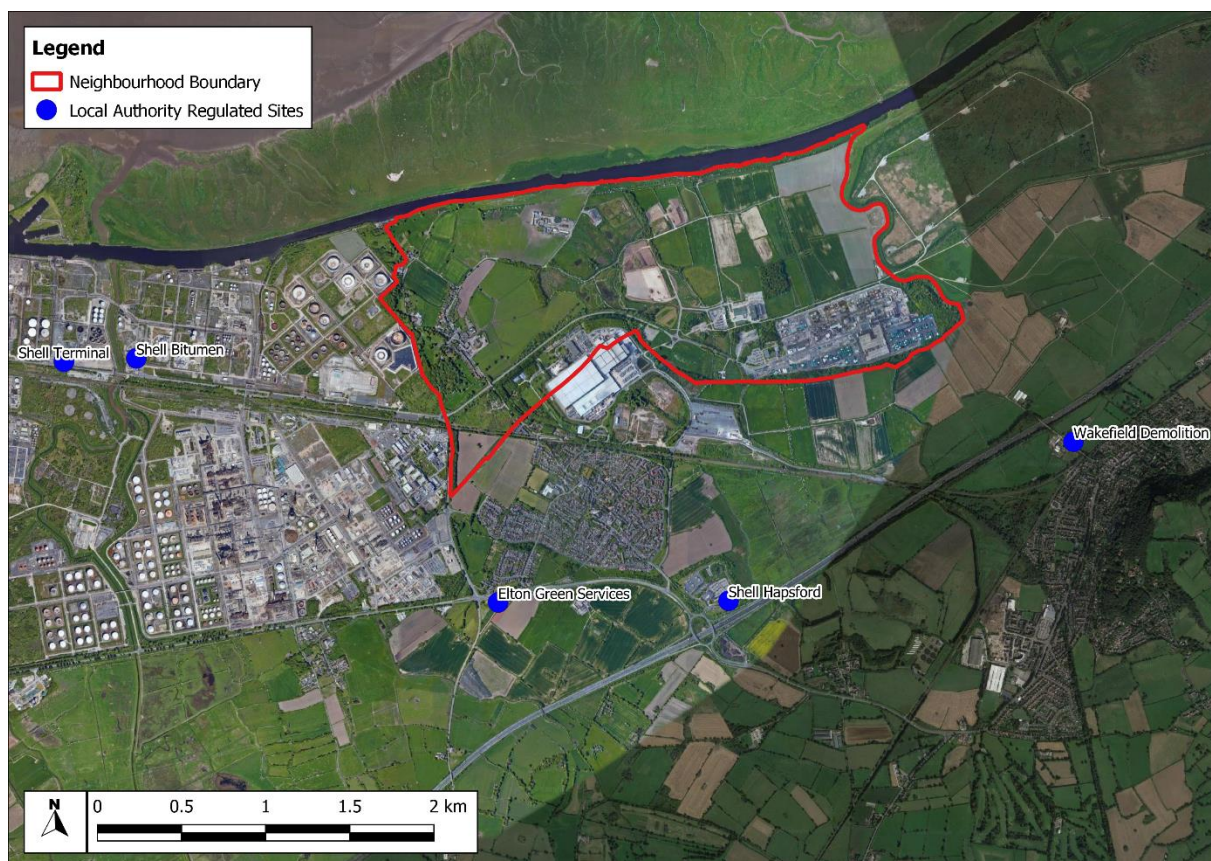 Legend
Neighbourhood Boundary
Local Authority Regulated Sites
Shell Terminal
Shell Bitumen
Wakefield Demolition
Elton Green Services
Shell Hapsford
N
0 0.5 1 1.5 2 km